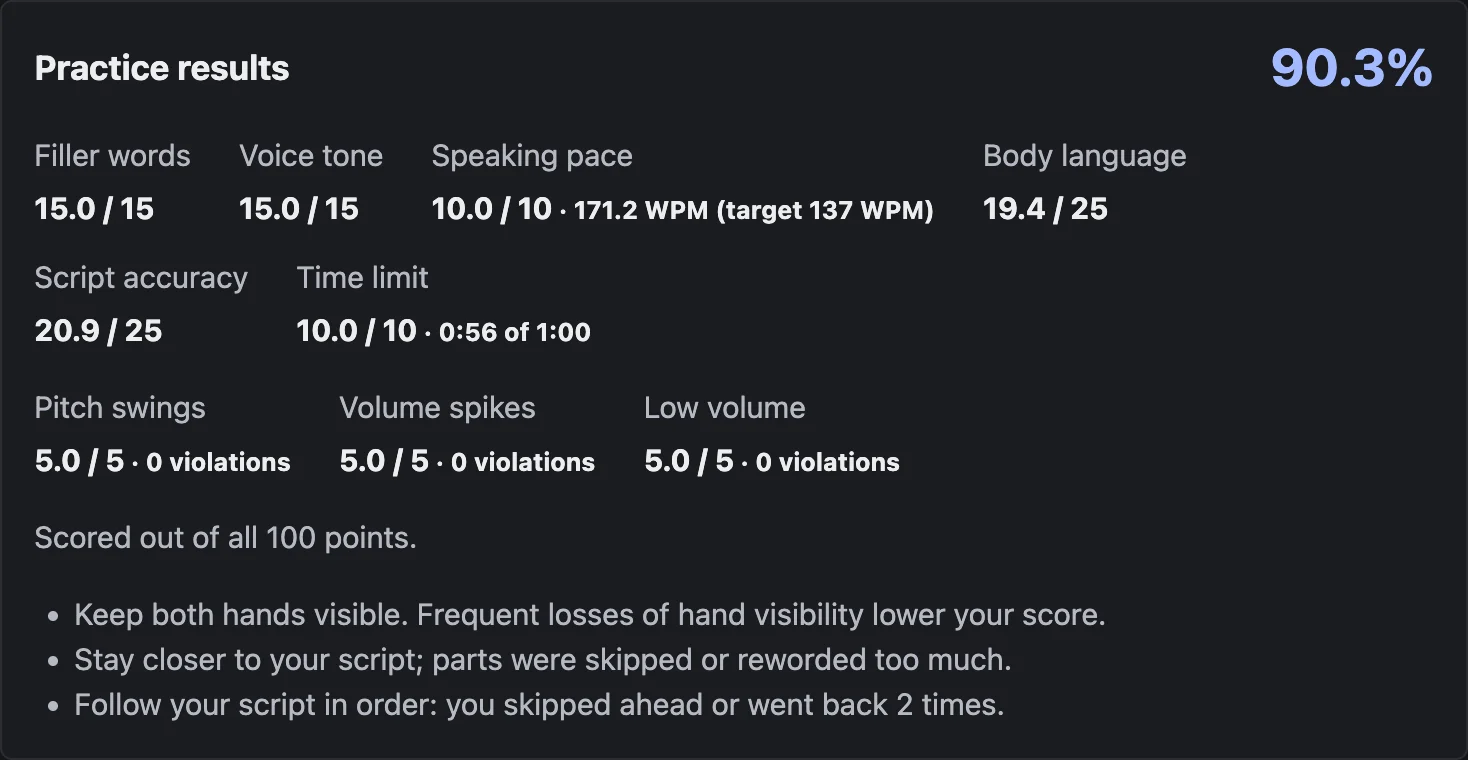 Practice results 90.3%
Filler words Voice tone Speaking pace Body language
15.0 / 15 15.0 / 15 10.0 / 10 · 171.2 WPM (target 137 WPM) 19.4 / 25
Script accuracy Time limit
20.9 / 25 10.0 / 10 · 0:56 of 1:00
Pitch swings Volume spikes Low volume
5.0 / 5 · 0 violations 5.0 / 5 · 0 violations 5.0 / 5 · 0 violations
Scored out of all 100 points.
• Keep both hands visible. Frequent losses of hand visibility lower your score.
• Stay closer to your script; parts were skipped or reworded too much.
• Follow your script in order: you skipped ahead or went back 2 times.